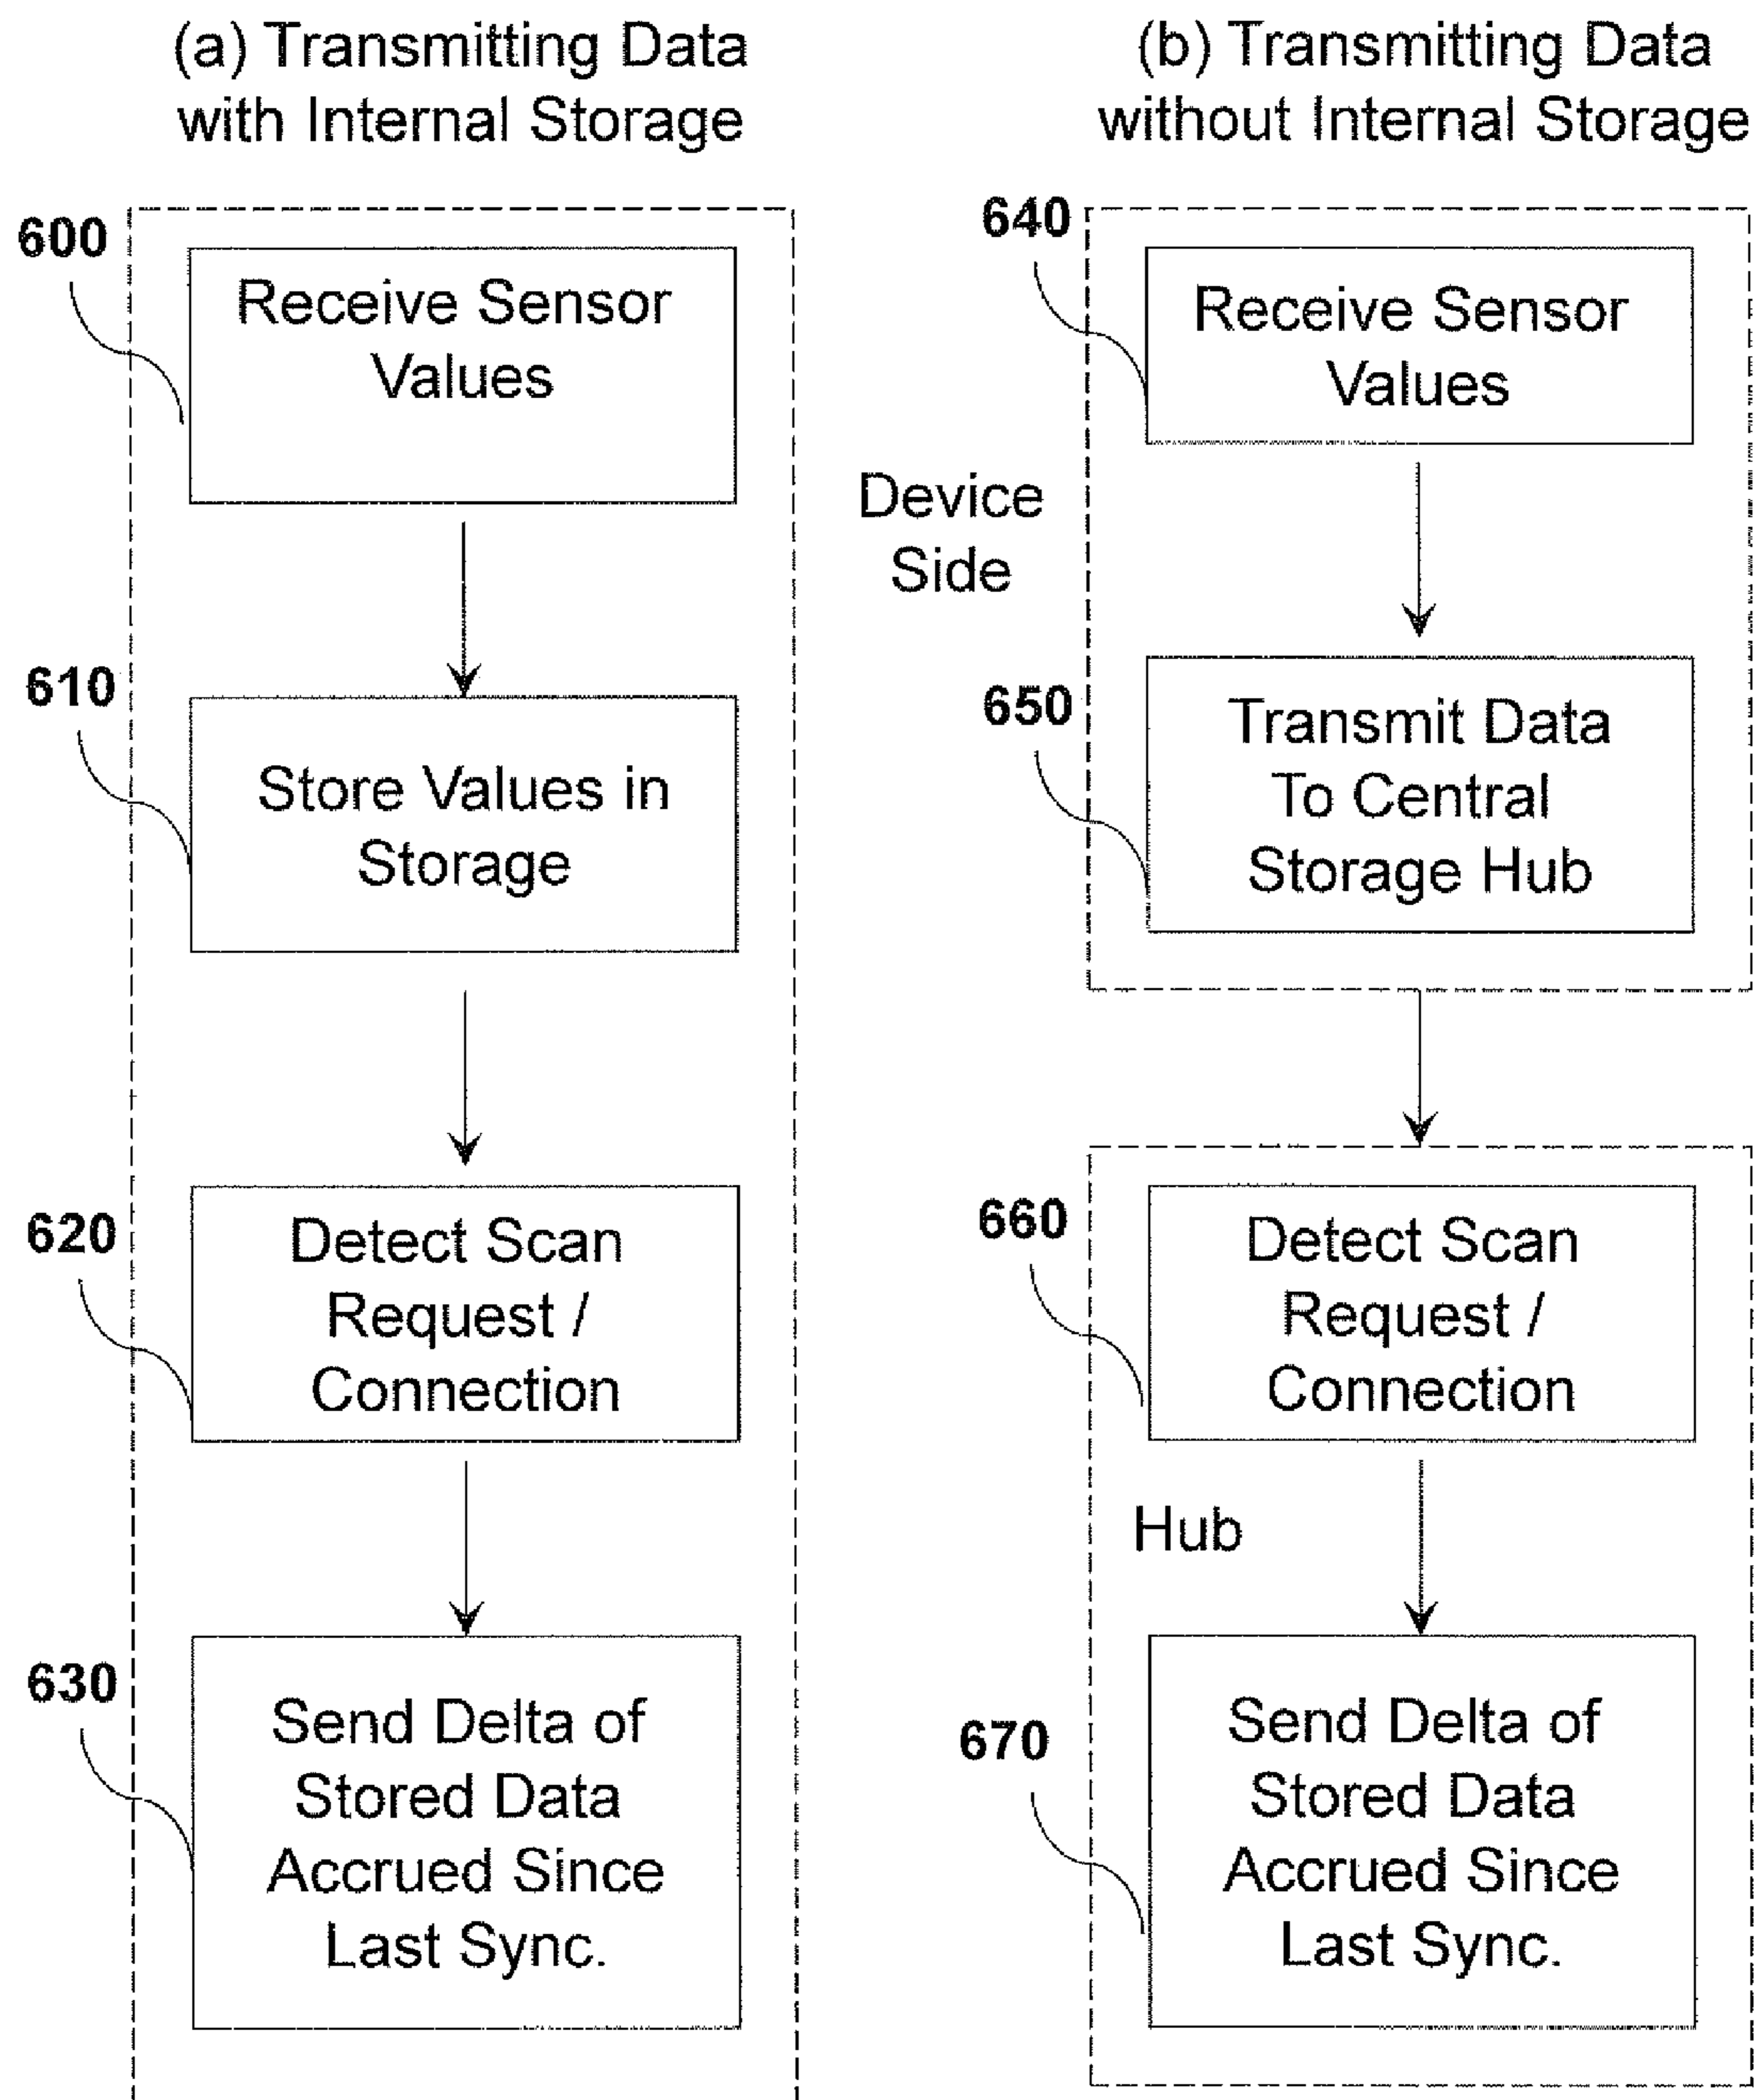 (a) Transmitting Data
with Internal Storage
600
Receive Sensor
Values
610
Store Values in
Storage
620
Detect Scan
Request /
Connection
630
Send Delta of
Stored Data
Accrued Since
Last Sync.
(b) Transmitting Data
without Internal Storage
640
Receive Sensor
Values
Device
Side
650
Transmit Data
To Central
Storage Hub
660
Detect Scan
Request /
Connection
Hub
670
Send Delta of
Stored Data
Accrued Since
Last Sync.